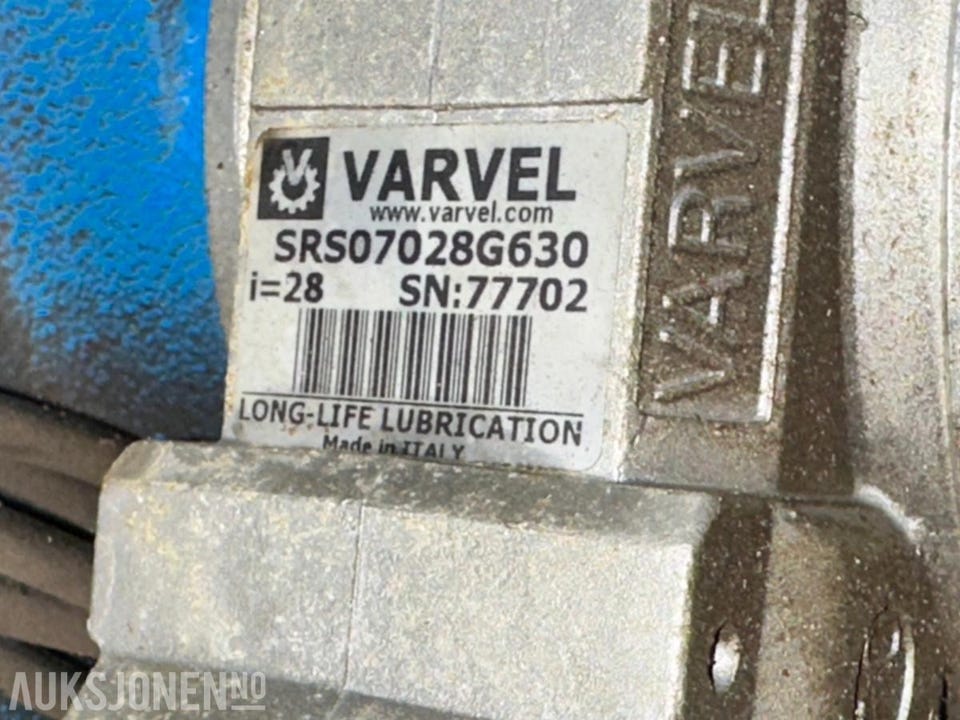 VARVEL
www.varvel.com
SRS07028G630
i=28 SN:77702
LONG-LIFE LUBRICATION
Made in ITALY
VARVEL
AUKSJONEN.NO